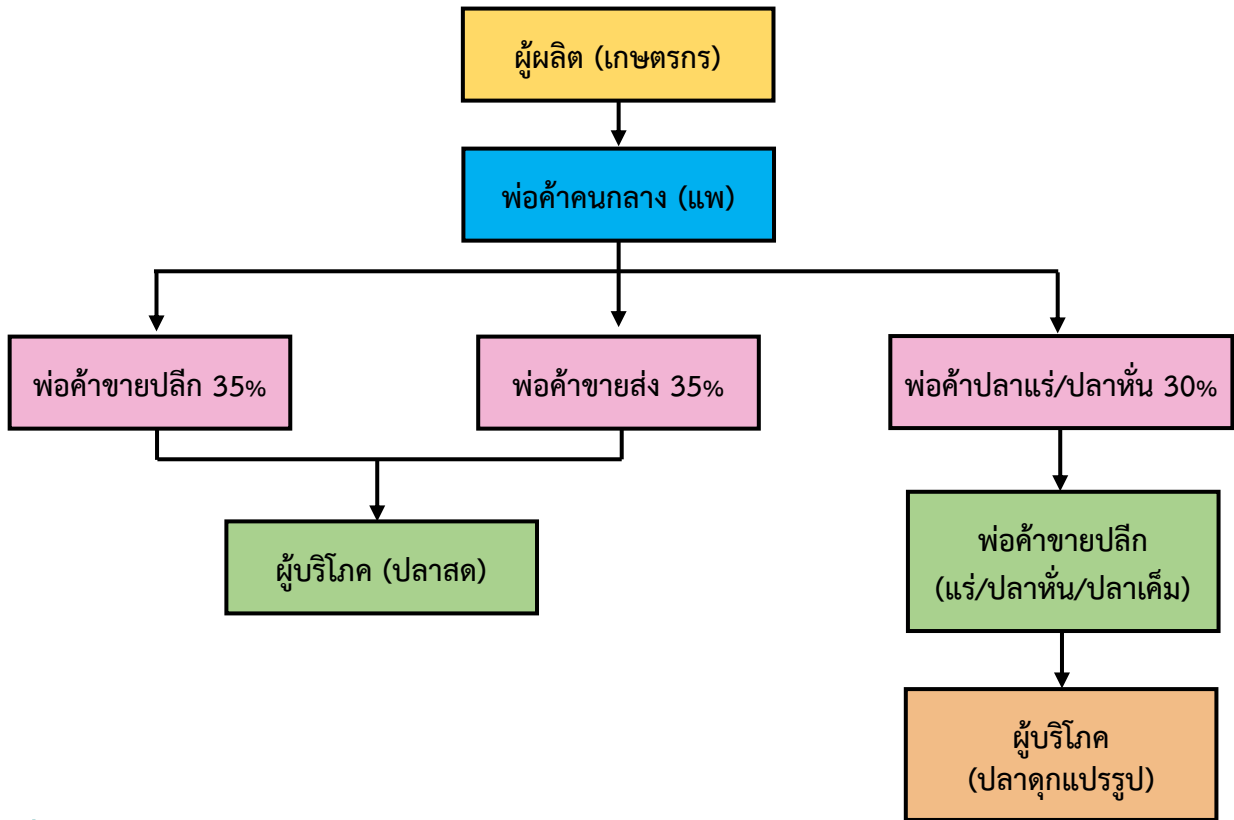 ผู้ผลิต (เกษตรกร)
พ่อค้าคนกลาง (แพ)
พ่อค้าขายปลีก 35%
พ่อค้าขายส่ง 35%
พ่อค้าปลาแร่/ปลาหั่น 30%
ผู้บริโภค (ปลาสด)
พ่อค้าขายปลีก
(แร่/ปลาหั่น/ปลาเค็ม)
ผู้บริโภค
(ปลาดุกแปรรูป)